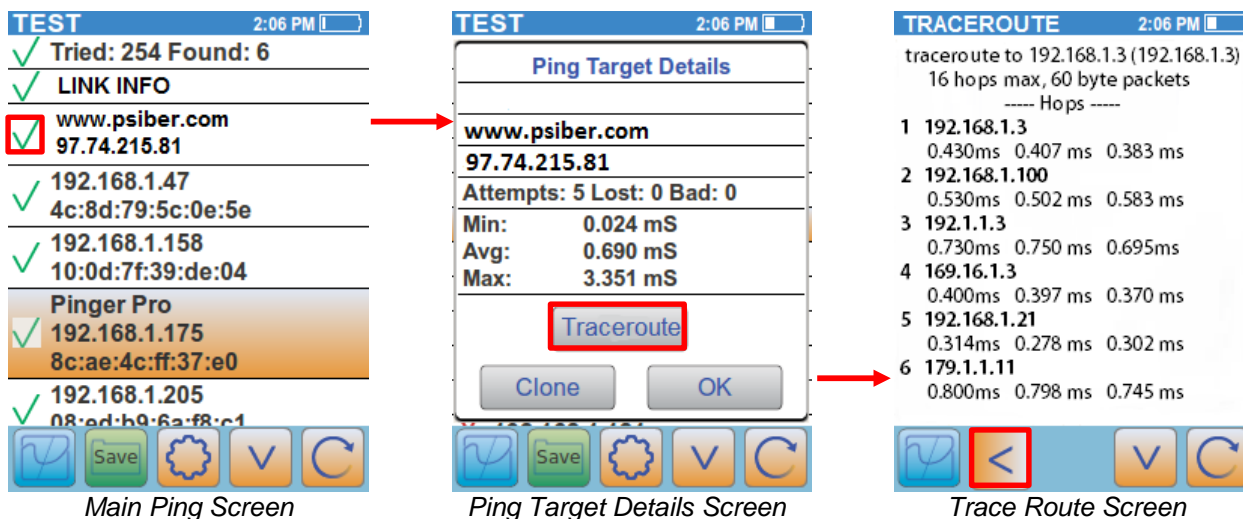 TEST 2:06 PM
Tried: 254 Found: 6
LINK INFO
www.psiber.com
97.74.215.81
192.168.1.47
4c:8d:79:5c:0e:5e
192.168.1.158
10:0d:7f:39:de:04
Pinger Pro
192.168.1.175
8c:ae:4c:ff:37:e0
192.168.1.205
08:ed:b9:6a:f8:c1
Save
V
Main Ping Screen
TEST 2:06 PM
Ping Target Details
www.psiber.com
97.74.215.81
Attempts: 5 Lost: 0 Bad: 0
Min: 0.024 mS
Avg: 0.690 mS
Max: 3.351 mS
Traceroute
Clone OK
Save
V
Ping Target Details Screen
TRACEROUTE 2:06 PM
traceroute to 192.168.1.3 (192.168.1.3)
16 hops max, 60 byte packets
----- Hops -----
1 192.168.1.3
0.430ms 0.407 ms 0.383 ms
2 192.168.1.100
0.530ms 0.502 ms 0.583 ms
3 192.1.1.3
0.730ms 0.750 ms 0.695ms
4 169.16.1.3
0.400ms 0.397 ms 0.370 ms
5 192.168.1.21
0.314ms 0.278 ms 0.302 ms
6 179.1.1.11
0.800ms 0.798 ms 0.745 ms
< V
Trace Route Screen